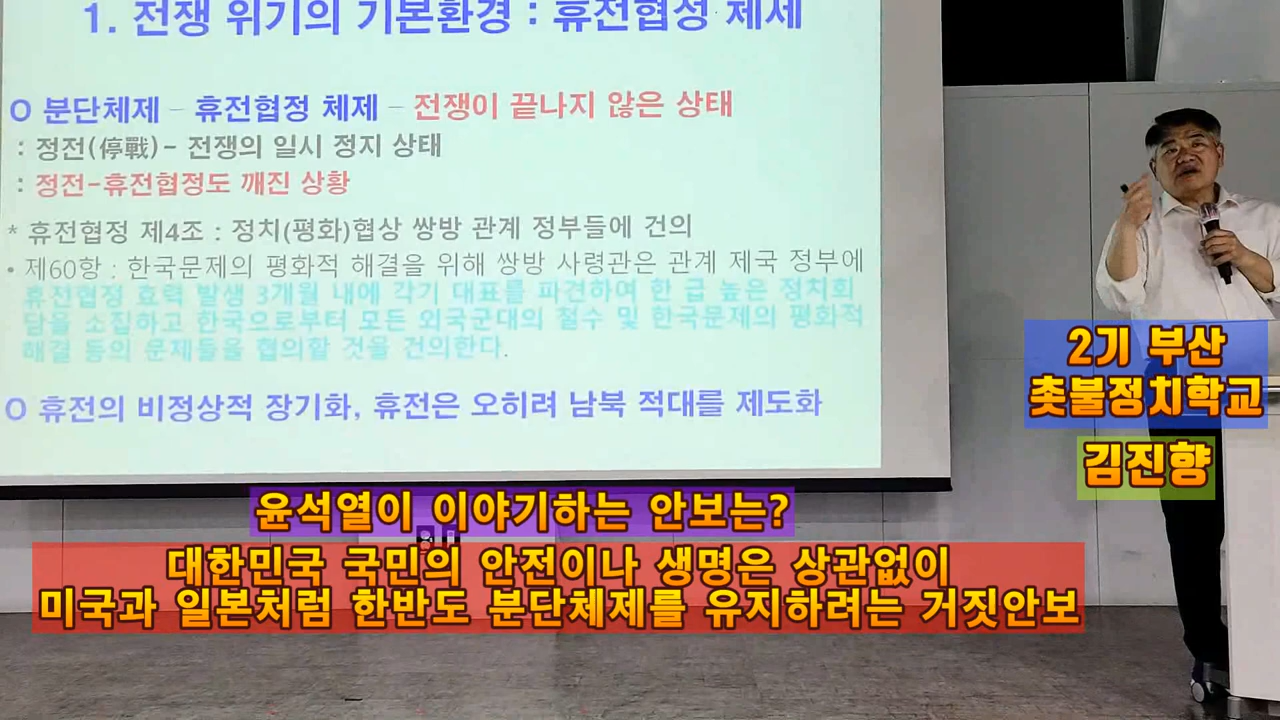 1. 전쟁 위기의 기본환경 : 휴전협정 체제
O 분단체제 – 휴전협정 체제 – 전쟁이 끝나지 않은 상태
: 정전(停戰) - 전쟁의 일시 정지 상태
: 정전-휴전협정도 깨진 상황
* 휴전협정 제4조 : 정치(평화)협상 쌍방 관계 정부들에 건의
• 제60항 : 한국문제의 평화적 해결을 위해 쌍방 사령관은 관계 제국 정부에
휴전협정 효력 발생 3개월 내에 각기 대표를 파견하여 한 급 높은 정치회
담을 소집하고 한국으로부터 모든 외국군대의 철수 및 한국문제의 평화적
해결 등의 문제들을 협의할 것을 건의한다.
O 휴전의 비정상적 장기화, 휴전은 오히려 남북 적대를 제도화
2기 부산
촛불정치학교
김진향
윤석열이 이야기하는 안보는?
대한민국 국민의 안전이나 생명은 상관없이
미국과 일본처럼 한반도 분단체제를 유지하려는 거짓안보